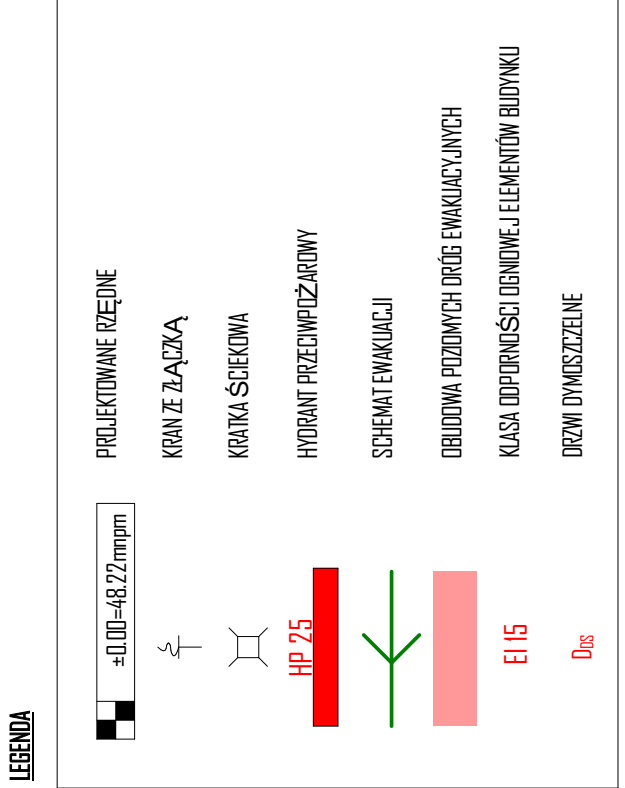 LEGENDA
±0.00=48.22mnpm
PROJEKTOWANE RZĘDNE
KRAN ZE ZŁĄCZKĄ
KRATKA ŚCIEKOWA
HP 25
HYDRANT PRZECIWPOŻAROWY
SCHEMAT EWAKUACJI
OBUDOWA POZIOMYCH DRÓG EWAKUACYJNYCH
EI 15
KLASA ODPORNOŚCI OGNIOWEJ ELEMENTÓW BUDYNKU
DDS
DRZWI DYMOSZCZELNE